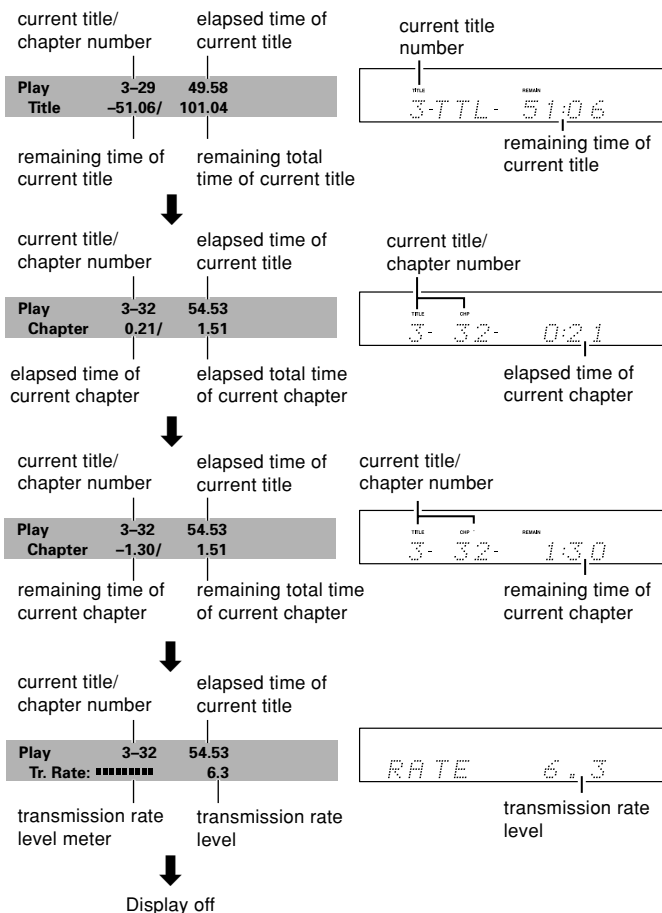 current title/
chapter number
elapsed time of
current title
current title
number
Play 3–29 49.58
Title –51.06/ 101.04
TITLE REMAIN
3-TTL- 51:06
remaining time of
current title
remaining total
time of current title
remaining time of
current title
current title/
chapter number
elapsed time of
current title
current title/
chapter number
Play 3–32 54.53
Chapter 0.21/ 1.51
TITLE CHP
3- 32- 0:21
elapsed time of
current chapter
elapsed total time
of current chapter
elapsed time of
current chapter
current title/
chapter number
elapsed time of
current title
current title/
chapter number
Play 3–32 54.53
Chapter –1.30/ 1.51
TITLE CHP REMAIN
3- 32- 1:30
remaining time of
current chapter
remaining total time
of current chapter
remaining time of
current chapter
current title/
chapter number
elapsed time of
current title
Play 3–32 54.53
Tr. Rate: 6.3
RATE 6.3
transmission rate
level meter
transmission rate
level
transmission rate
level
Display off